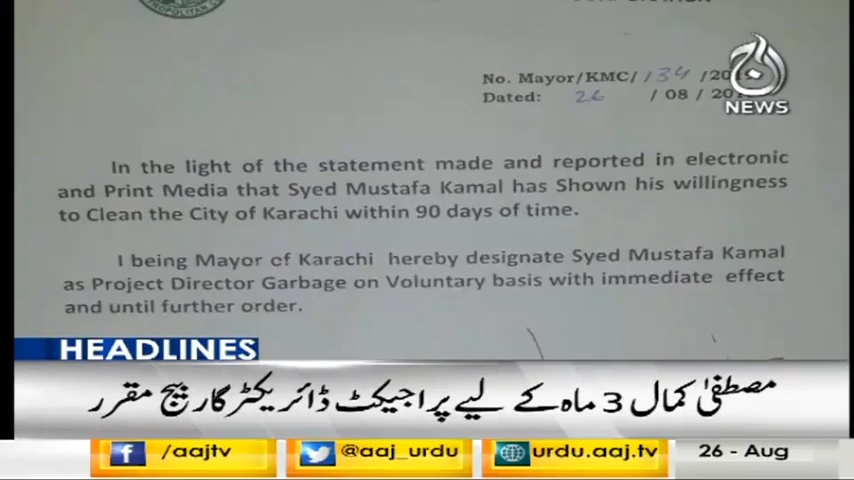 METROPOLITAN
No. Mayor/KMC/134/20
Dated: 26 / 08 / 20
NEWS
In the light of the statement made and reported in electronic
and Print Media that Syed Mustafa Kamal has Shown his willingness
to Clean the City of Karachi within 90 days of time.
I being Mayor of Karachi hereby designate Syed Mustafa Kamal
as Project Director Garbage on Voluntary basis with immediate effect
and until further order.
HEADLINES
مصطفیٰ کمال 3 ماہ کے لیے پراجیکٹ ڈائریکٹر گاربیج مقرر
/aajtv
@aaj_urdu
urdu.aaj.tv
26 - Aug